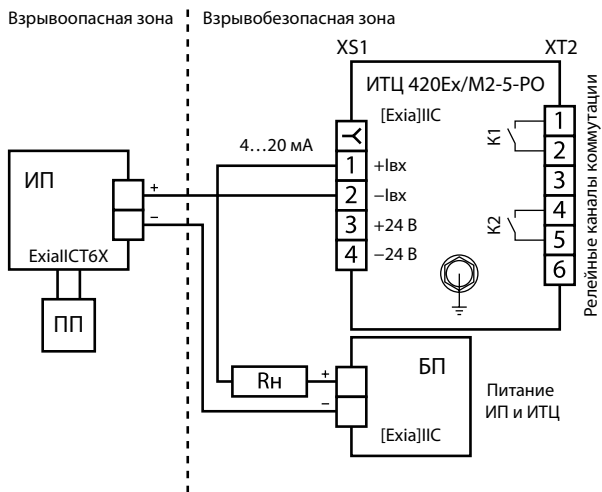 Взрывоопасная зона
Взрывобезопасная зона
XS1
XT2
ИТЦ 420Ex/M2-5-PO
[Exia]IIC
4…20 мА
1 +Iвх
2 −Iвх
3 +24 В
4 −24 В
К1
К2
1
2
3
4
5
6
Релейные каналы коммутации
ИП
+
−
ExiaIICT6X
ПП
Rн
+
−
БП
[Exia]IIC
Питание
ИП и ИТЦ